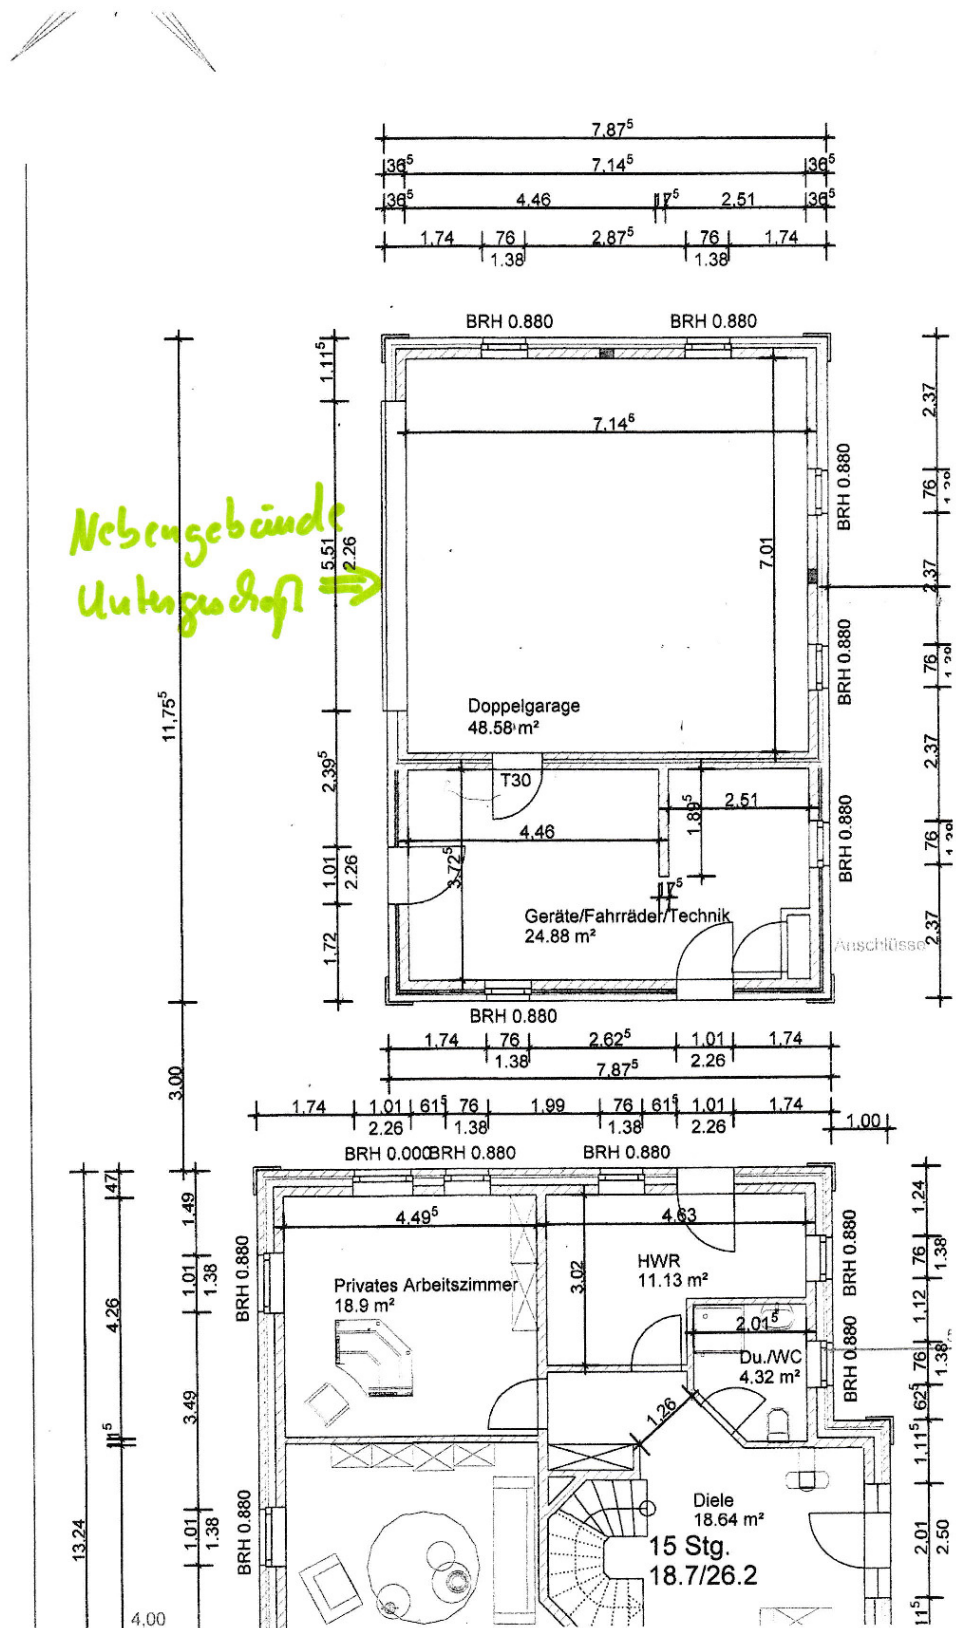 7,87⁵
36⁵ 7,14⁵ 36⁵
36⁵ 4,46 17⁵ 2,51 36⁵
1,74 76 2,87⁵ 76 1,74
1.38 1.38
BRH 0.880 BRH 0.880
1,11⁵
2,37
7,14⁵
BRH 0.880
76
Nebengebäude
5,51
2.26
7,01
2,37
Untergeschoß
BRH 0.880
76
11,75⁵
Doppelgarage
48.58 m²
2,39⁵
2,37
T30
1,89⁵
2,51
4,46
BRH 0.880
76
1,01
2.26
3,72⁵
17⁵
Geräte/Fahrräder/Technik
24.88 m²
1,72
Anschlüsse
2,37
BRH 0.880
1,74 76 2,62⁵ 1,01 1,74
1.38 2.26
7,87⁵
3,00
1,74 1,01 61⁵ 76 1,99 76 61⁵ 1,01 1,74
2.26 1.38 1.38 2.26
1,00
BRH 0.000 BRH 0.880 BRH 0.880
47
1,49
1,24
4,49⁵ 4,63
BRH 0.880
1,01
1.38
BRH 0.880
76
1.38
3,02
HWR
11.13 m²
Privates Arbeitszimmer
18.9 m²
4,26
1,12
2,01⁵
BRH 0.880
76
1.38
Du./WC
4.32 m²
3,49
62⁵
1,26
11⁵
1,11⁵
BRH 0.880
1,01
1.38
13,24
Diele
18.64 m²
15 Stg.
18.7/26.2
2,01
2.50
4,00
11⁵